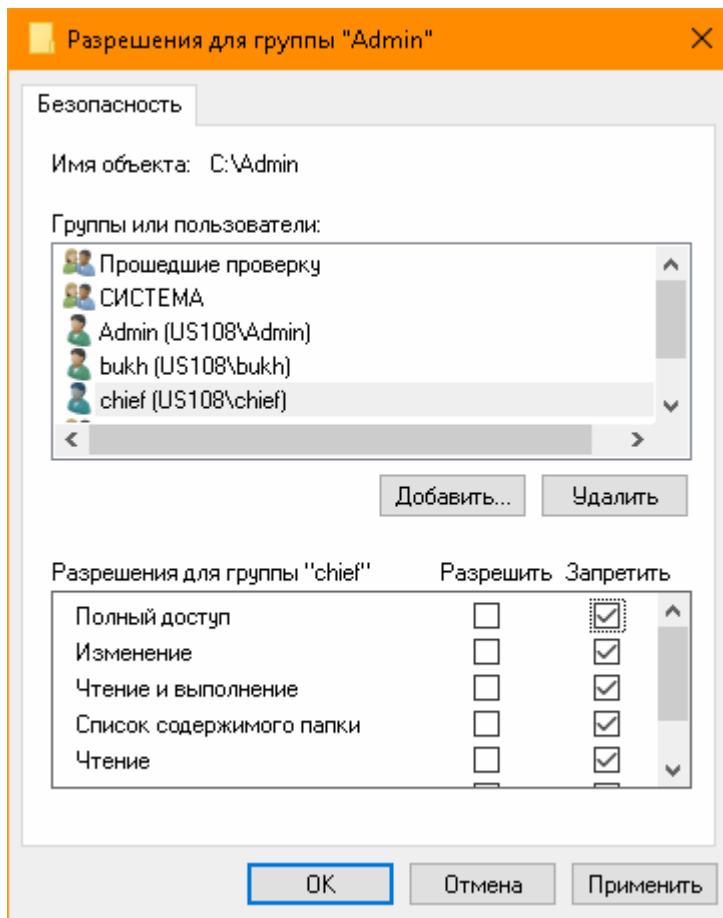 Разрешения для группы "Admin"
Безопасность
Имя объекта: C:\Admin
Группы или пользователи:
Прошедшие проверку
СИСТЕМА
Admin (US108\Admin)
bukh (US108\bukh)
chief (US108\chief)
Добавить... Удалить
Разрешения для группы "chief" Разрешить Запретить
Полный доступ
Изменение
Чтение и выполнение
Список содержимого папки
Чтение
ОК Отмена Применить